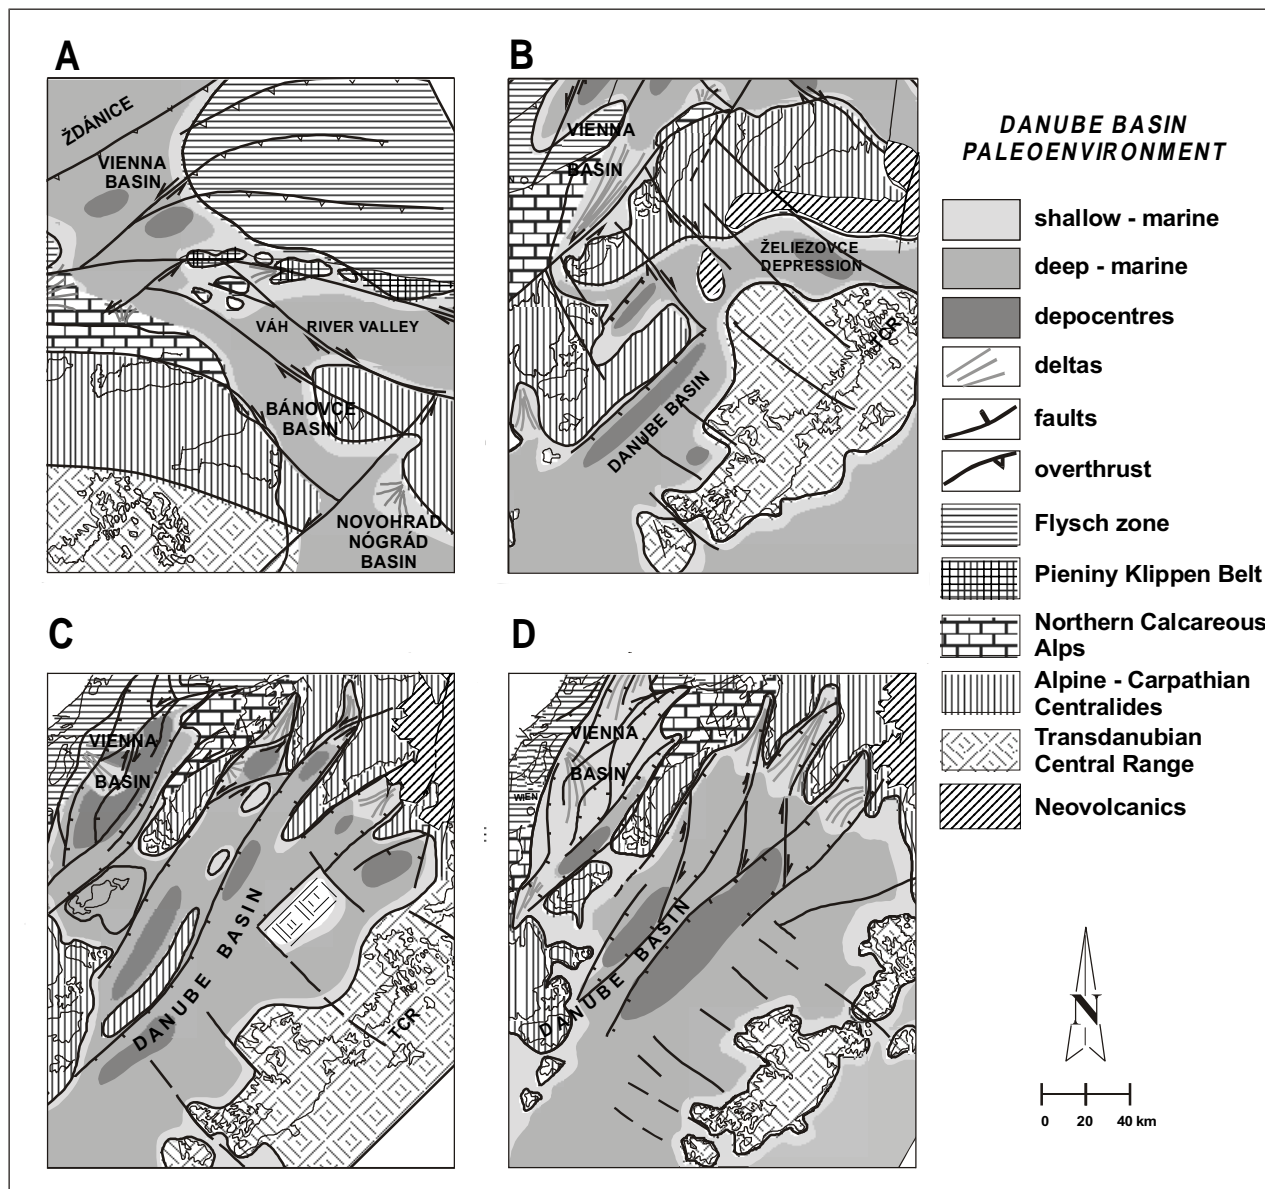 A
ŽDÁNICE
VIENNA
BASIN
VÁH RIVER VALLEY
BÁNOVCE
BASIN
NOVOHRAD
NÓGRÁD
BASIN
B
VIENNA
BASIN
ŽELIEZOVCE
DEPRESSION
TCR
DANUBE BASIN
C
VIENNA
BASIN
DANUBE BASIN
TCR
D
VIENNA
BASIN
WIEN
DANUBE BASIN
DANUBE BASIN
PALEOENVIRONMENT
shallow - marine
deep - marine
depocentres
deltas
faults
overthrust
Flysch zone
Pieniny Klippen Belt
Northern Calcareous
Alps
Alpine - Carpathian
Centralides
Transdanubian
Central Range
Neovolcanics
N
0 20 40 km